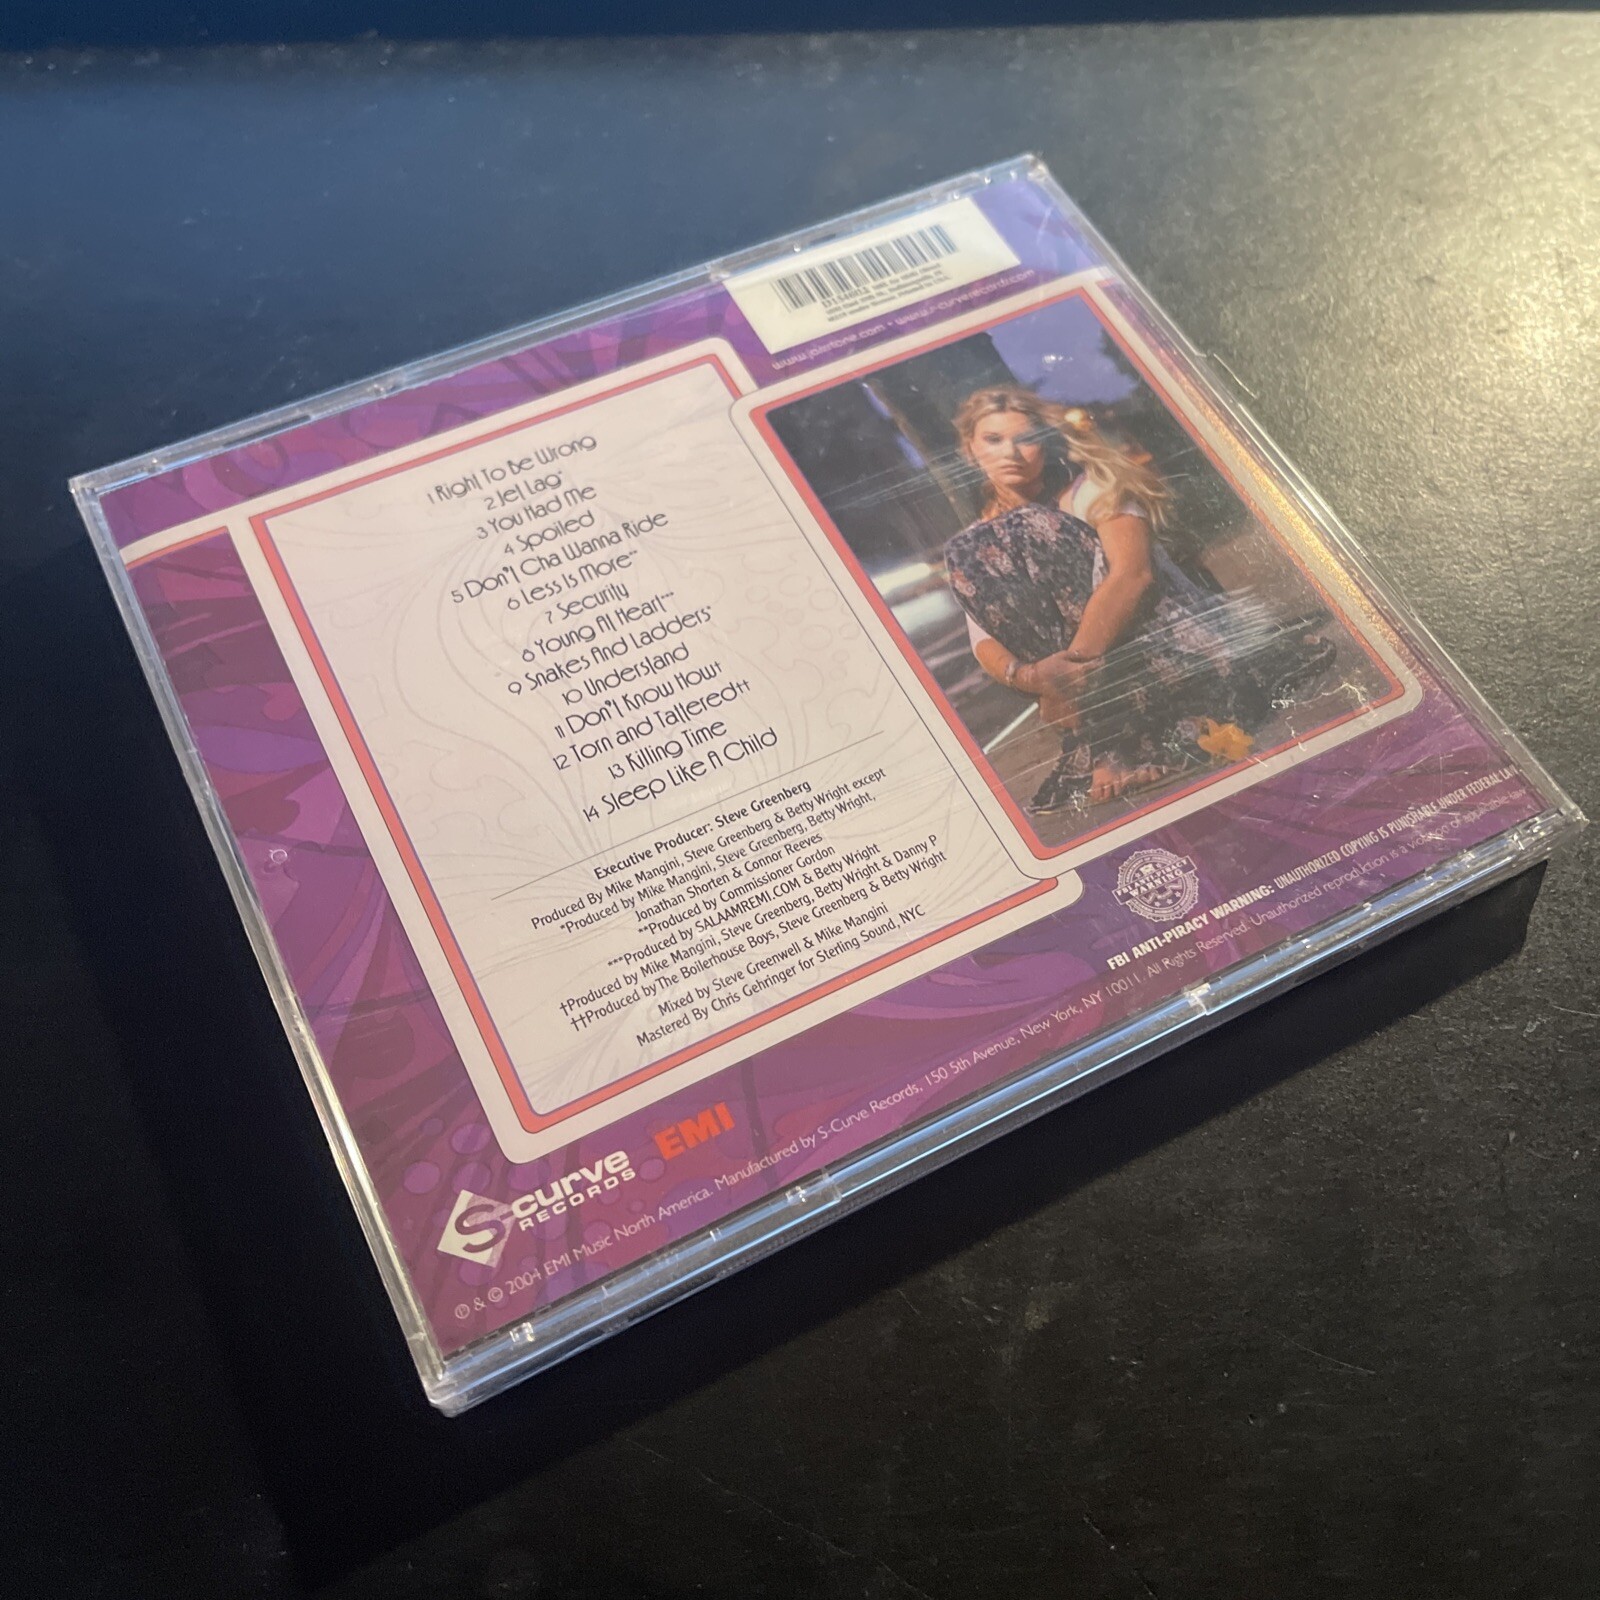 www.jossstone.com • www.s-curverecords.com
1 Right To Be Wrong
2 Jet Lag*
3 You Had Me
4 Spoiled
5 Don't Cha Wanna Ride
6 Less Is More**
7 Security
8 Young At Heart***
9 Snakes And Ladders*
10 Understand
11 Don't Know How†
12 Torn and Tattered††
13 Killing Time
14 Sleep Like A Child
Executive Producer: Steve Greenberg
Produced By Mike Mangini, Steve Greenberg & Betty Wright except
*Produced by Mike Mangini, Steve Greenberg, Betty Wright,
Jonathan Shorten & Connor Reeves
**Produced by Commissioner Gordon
***Produced by SALAAMREMI.COM & Betty Wright
†Produced by Mike Mangini, Steve Greenberg, Betty Wright & Danny P
††Produced by The Boilerhouse Boys, Steve Greenberg & Betty Wright
Mixed by Steve Greenwell & Mike Mangini
Mastered By Chris Gehringer for Sterling Sound, NYC
S-curve
RECORDS
EMI
FBI ANTI-PIRACY WARNING: UNAUTHORIZED COPYING IS PUNISHABLE UNDER FEDERAL
℗ & © 2004 EMI Music North America. Manufactured by S-Curve Records, 150 5th Avenue, New York, NY 10011. All Rights Reserved. Unauthorized reproduction is a violation of applicable laws